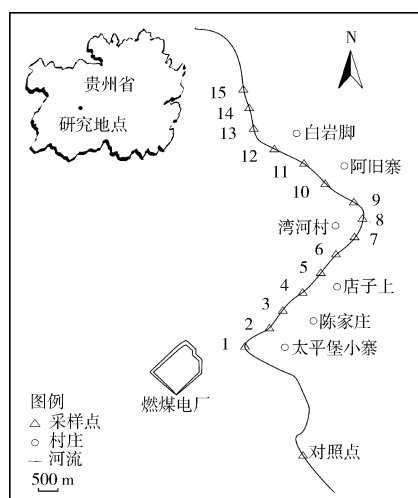 贵州省
研究地点
N
15
14
13
12
11
10
9
8
7
6
5
4
3
2
1
白岩脚
阿旧寨
湾河村
店子上
陈家庄
太平堡小寨
燃煤电厂
对照点
图例
采样点
村庄
河流
500 m